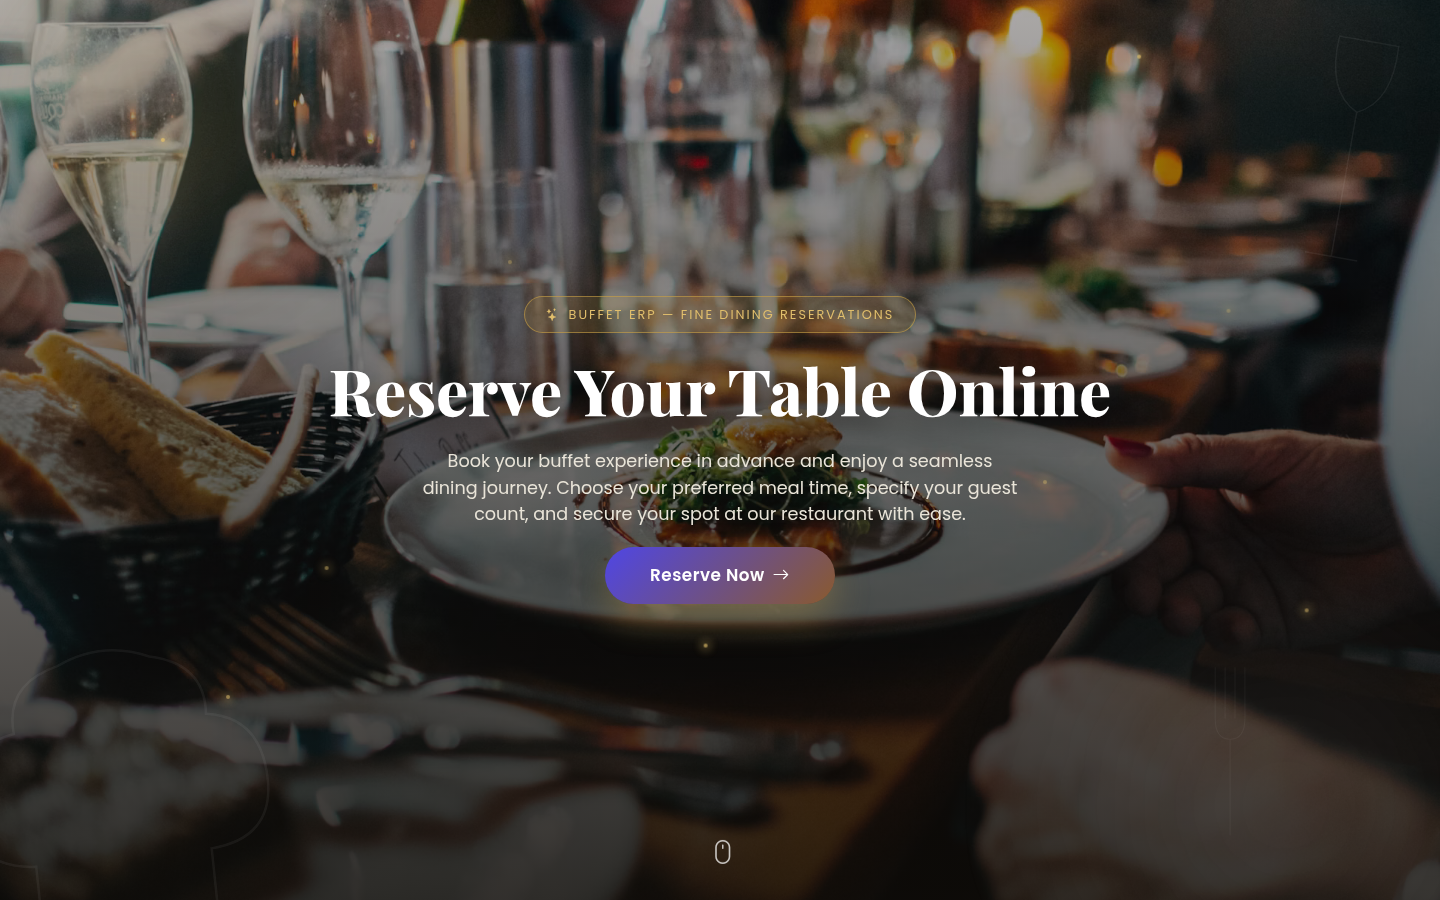 BUFFET ERP — FINE DINING RESERVATIONS
Reserve Your Table Online
Book your buffet experience in advance and enjoy a seamless
dining journey. Choose your preferred meal time, specify your guest
count, and secure your spot at our restaurant with ease.
Reserve Now →